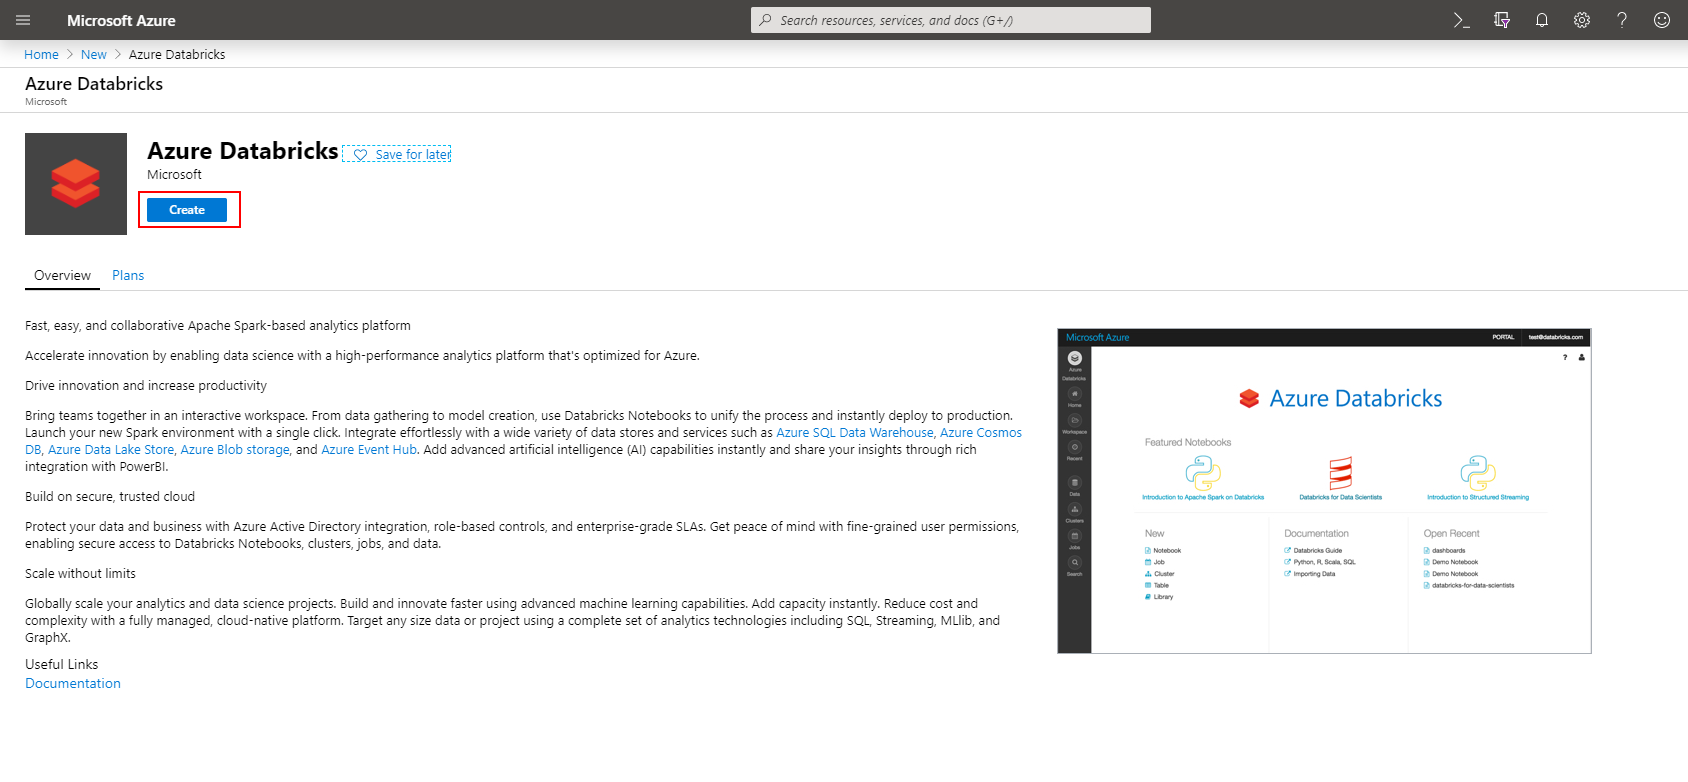 Microsoft Azure
Search resources, services, and docs (G+/)
Home > New > Azure Databricks
Azure Databricks
Microsoft
Azure Databricks
Save for later
Microsoft
Create
Overview
Plans
Fast, easy, and collaborative Apache Spark-based analytics platform
Accelerate innovation by enabling data science with a high-performance analytics platform that's optimized for Azure.
Drive innovation and increase productivity
Bring teams together in an interactive workspace. From data gathering to model creation, use Databricks Notebooks to unify the process and instantly deploy to production.
Launch your new Spark environment with a single click. Integrate effortlessly with a wide variety of data stores and services such as Azure SQL Data Warehouse, Azure Cosmos
DB, Azure Data Lake Store, Azure Blob storage, and Azure Event Hub. Add advanced artificial intelligence (AI) capabilities instantly and share your insights through rich
integration with PowerBI.
Build on secure, trusted cloud
Protect your data and business with Azure Active Directory integration, role-based controls, and enterprise-grade SLAs. Get peace of mind with fine-grained user permissions,
enabling secure access to Databricks Notebooks, clusters, jobs, and data.
Scale without limits
Globally scale your analytics and data science projects. Build and innovate faster using advanced machine learning capabilities. Add capacity instantly. Reduce cost and
complexity with a fully managed, cloud-native platform. Target any size data or project using a complete set of analytics technologies including SQL, Streaming, MLlib, and
GraphX.
Useful Links
Documentation
Microsoft Azure
PORTAL
test@databricks.com
Azure
Databricks
Home
Workspace
Recent
Data
Clusters
Jobs
Search
Azure Databricks
Featured Notebooks
Introduction to Apache Spark on Databricks
Databricks for Data Scientists
Introduction to Structured Streaming
New
Notebook
Job
Cluster
Table
Library
Documentation
Databricks Guide
Python, R, Scala, SQL
Importing Data
Open Recent
dashboards
Demo Notebook
Demo Notebook
databricks-for-data-scientists